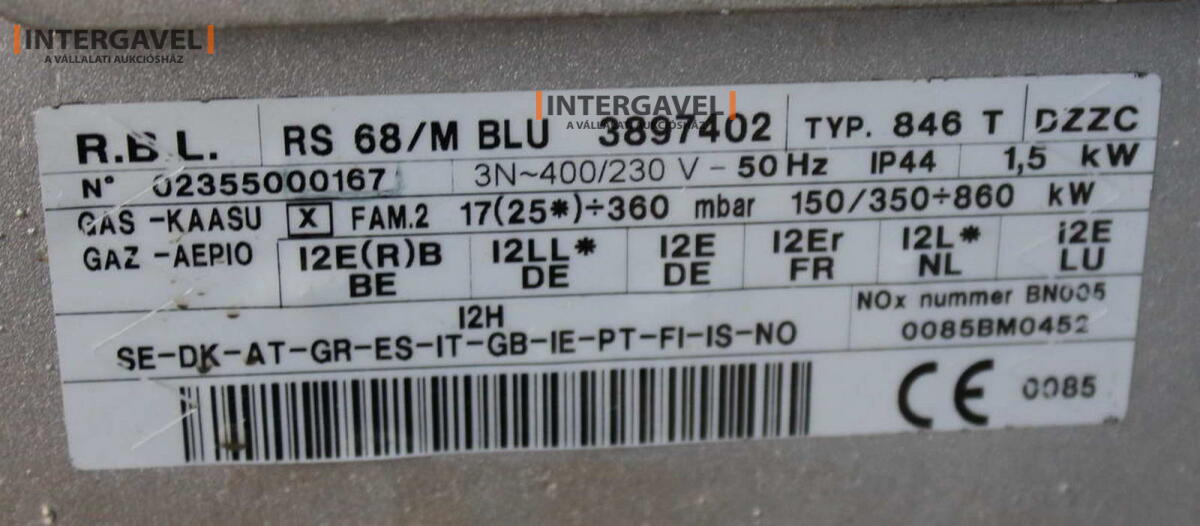 INTERGAVEL
A VÁLLALATI AUKCIÓSHÁZ
INTERGAVEL
A VÁLLALATI AUKCIÓSHÁZ
R.B.L. RS 68/M BLU 3897402 TYP. 846 T DZZC
N° 02355000167 3N~400/230 V - 50 Hz IP44 1,5 kW
GAS -KAASU X FAM.2 17(25*)÷360 mbar 150/350÷860 kW
GAZ -AEPIO I2E(R)B I2LL* I2E I2Er I2L* i2E
BE DE DE FR NL LU
I2H NOx nummer BN005
SE-DK-AT-GR-ES-IT-GB-IE-PT-FI-IS-NO 0085BM0452
CE 0085